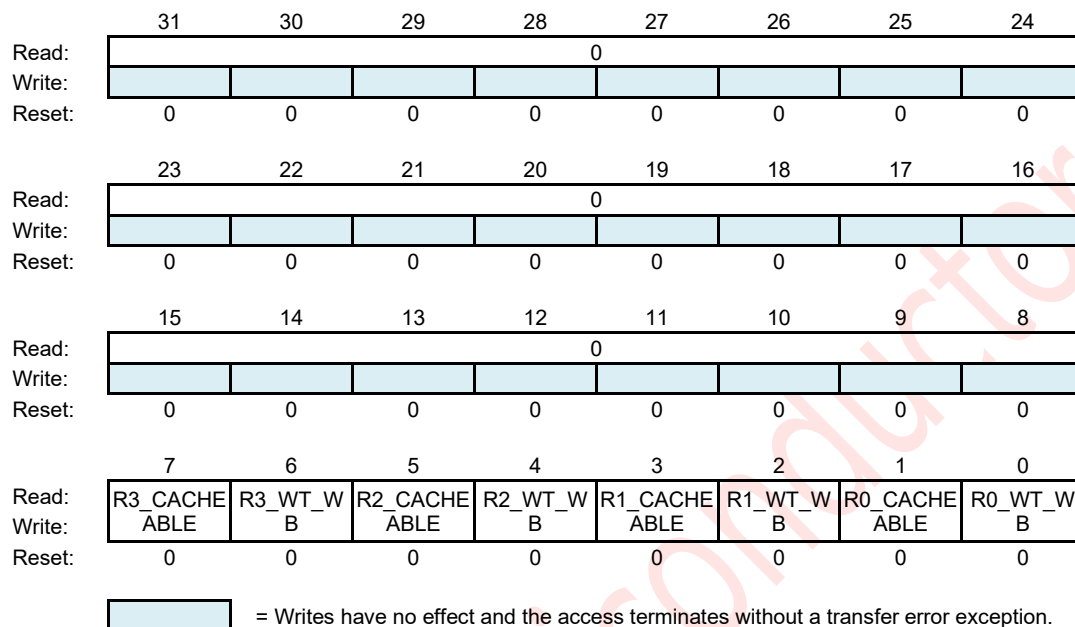 31 30 29 28 27 26 25 24
Read: 0
Write:
Reset: 0 0 0 0 0 0 0 0
23 22 21 20 19 18 17 16
Read: 0
Write:
Reset: 0 0 0 0 0 0 0 0
15 14 13 12 11 10 9 8
Read: 0
Write:
Reset: 0 0 0 0 0 0 0 0
7 6 5 4 3 2 1 0
Read: R3_CACHE R3_WT_W R2_CACHE R2_WT_W R1_CACHE R1_WT_W R0_CACHE R0_WT_W
Write: ABLE B ABLE B ABLE B ABLE B
Reset: 0 0 0 0 0 0 0 0
= Writes have no effect and the access terminates without a transfer error exception.